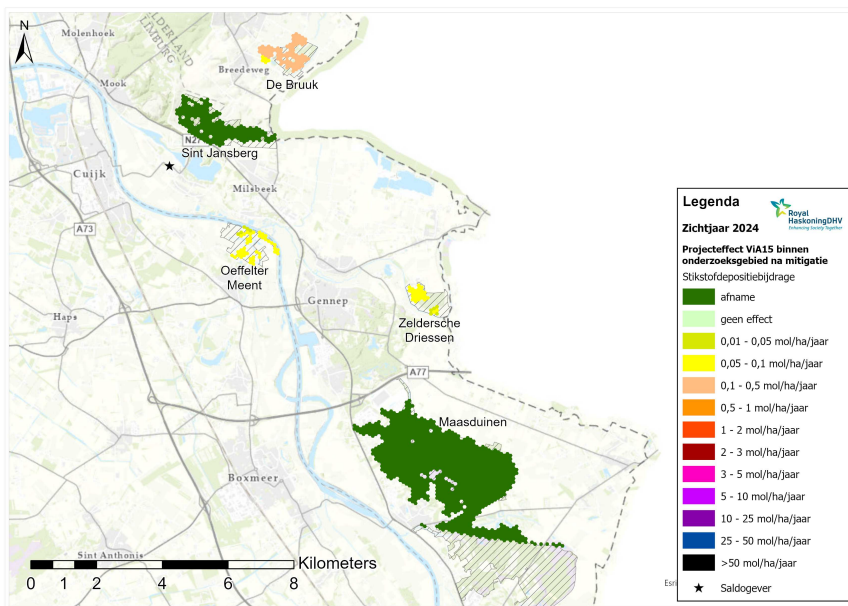 N
Molenhoek
GELDERLAND
LIMBURG
Breedeweg
Mook
De Bruuk
N27
Sint Jansberg
Cuijk
Milsbeek
A73
Oeffelter
Meent
Gennep
Haps
Zeldersche
Driessen
A77
Maasduinen
Boxmeer
Sint Anthonis
Kilometers
0 1 2 4 6 8
Esri
Legenda
Royal
HaskoningDHV
Enhancing Society Together
Zichtjaar 2024
Projecteffect ViA15 binnen
onderzoeksgebied na mitigatie
Stikstofdepositiebijdrage
afname
geen effect
0,01 - 0,05 mol/ha/jaar
0,05 - 0,1 mol/ha/jaar
0,1 - 0,5 mol/ha/jaar
0,5 - 1 mol/ha/jaar
1 - 2 mol/ha/jaar
2 - 3 mol/ha/jaar
3 - 5 mol/ha/jaar
5 - 10 mol/ha/jaar
10 - 25 mol/ha/jaar
25 - 50 mol/ha/jaar
>50 mol/ha/jaar
Saldogever